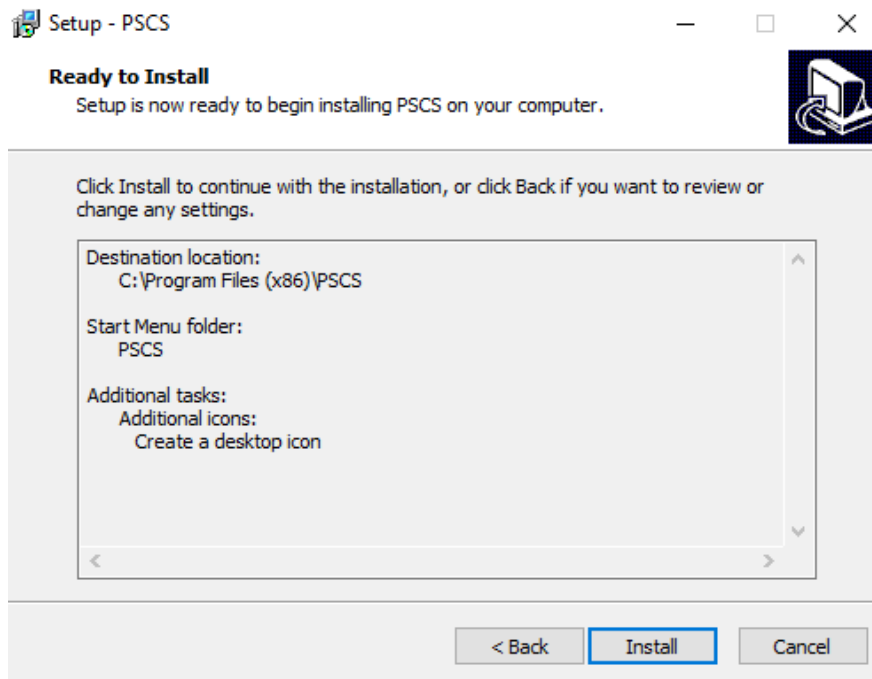 Setup - PSCS
Ready to Install
Setup is now ready to begin installing PSCS on your computer.
Click Install to continue with the installation, or click Back if you want to review or
change any settings.
Destination location:
C:\Program Files (x86)\PSCS
Start Menu folder:
PSCS
Additional tasks:
Additional icons:
Create a desktop icon
< Back
Install
Cancel